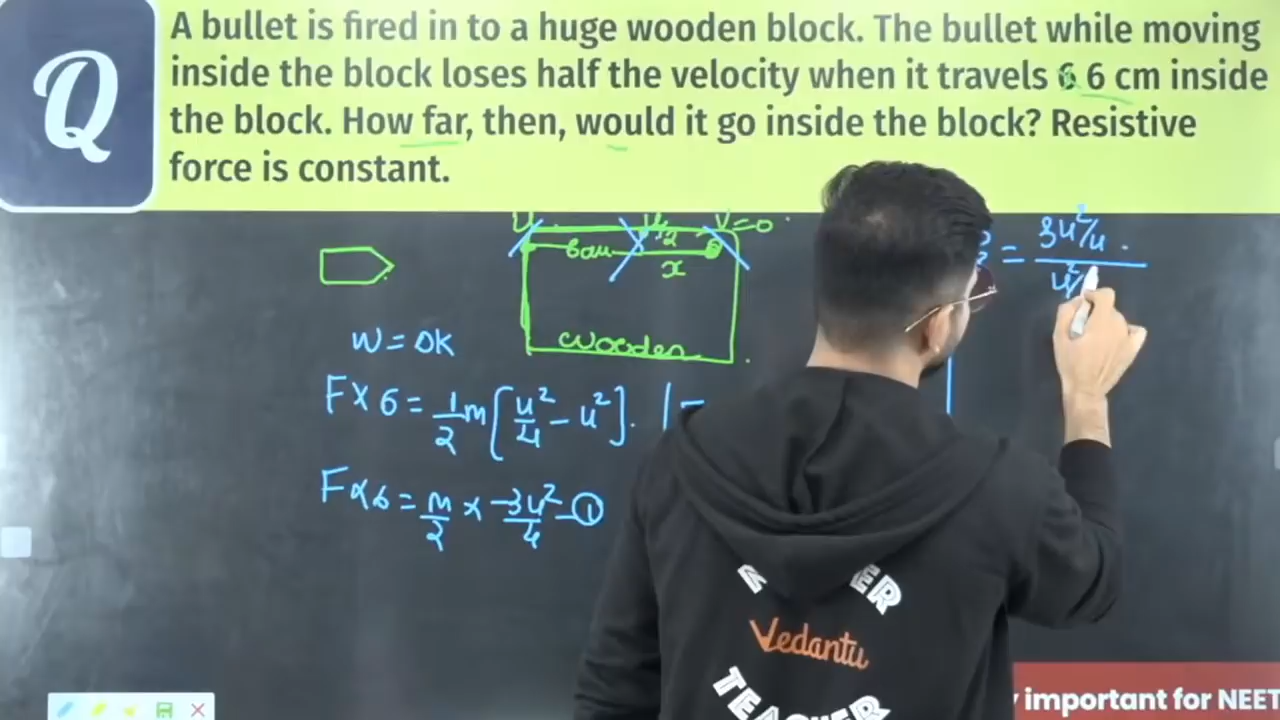 Q
A bullet is fired in to a huge wooden block. The bullet while moving
inside the block loses half the velocity when it travels 6 6 cm inside
the block. How far, then, would it go inside the block? Resistive
force is constant.
V=0
x
Wooden
W = ΔK
F×6 = 1/2 m[u²/4 - u²].
F×6 = m/2 × -3u²/4 - ①
= 3u²/4
Vedantu
TEACHER
important for NEET